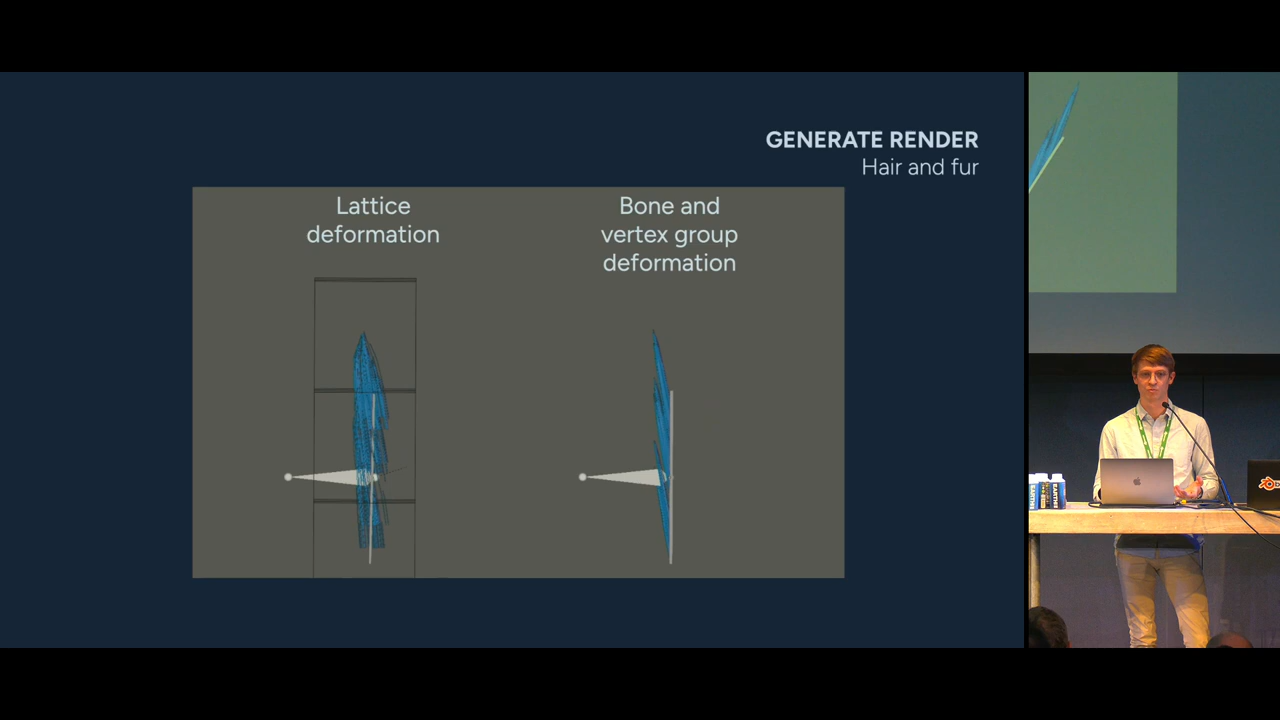 GENERATE RENDER
Hair and fur
Lattice
deformation
Bone and
vertex group
deformation